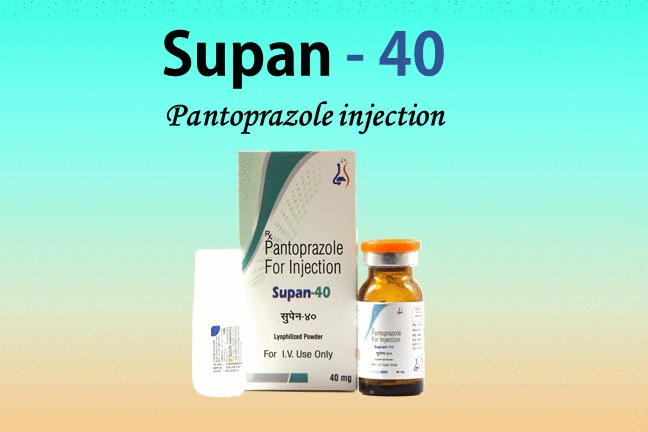 Supan - 40
Pantoprazole injection
Rx
Pantoprazole
For Injection
Supan-40
सुपेन-४०
Lyophilized Powder
For I.V. Use Only
40 mg
Pantoprazole
For Injection
Supan-40
सुपेन-४०